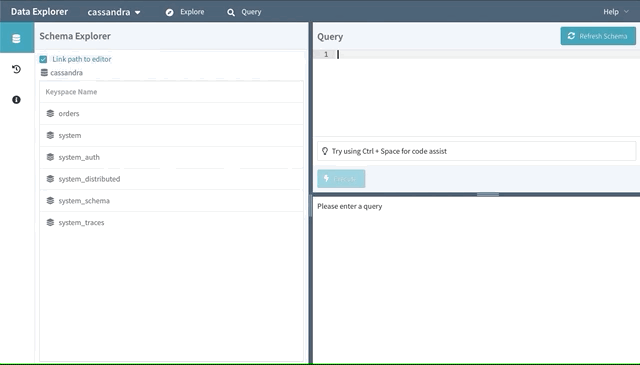 Data Explorer cassandra Explore Query Help
Schema Explorer
Link path to editor
cassandra
Keyspace Name
orders
system
system_auth
system_distributed
system_schema
system_traces
Query
Refresh Schema
1
Try using Ctrl + Space for code assist
Please enter a query